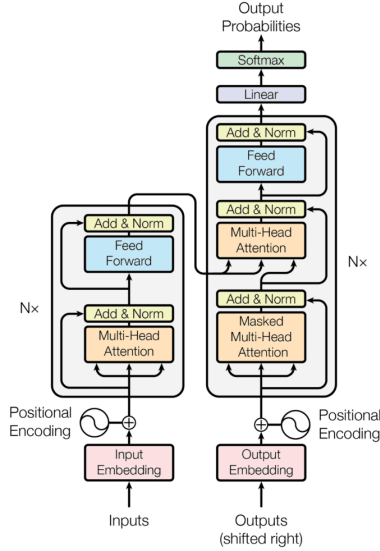 Output
Probabilities
Softmax
Linear
Add & Norm
Feed
Forward
Add & Norm
Multi-Head
Attention
Nx
Add & Norm
Masked
Multi-Head
Attention
Add & Norm
Feed
Forward
Nx
Add & Norm
Multi-Head
Attention
Positional
Encoding
Positional
Encoding
Input
Embedding
Output
Embedding
Inputs
Outputs
(shifted right)